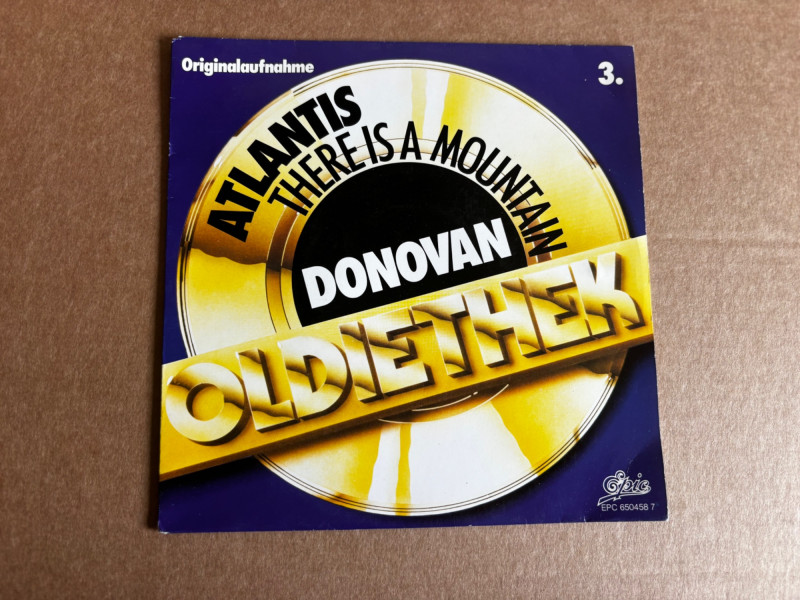 Originalaufnahme
3.
ATLANTIS
THERE IS A MOUNTAIN
DONOVAN
OLDIETHEK
Epic
EPC 650458 7